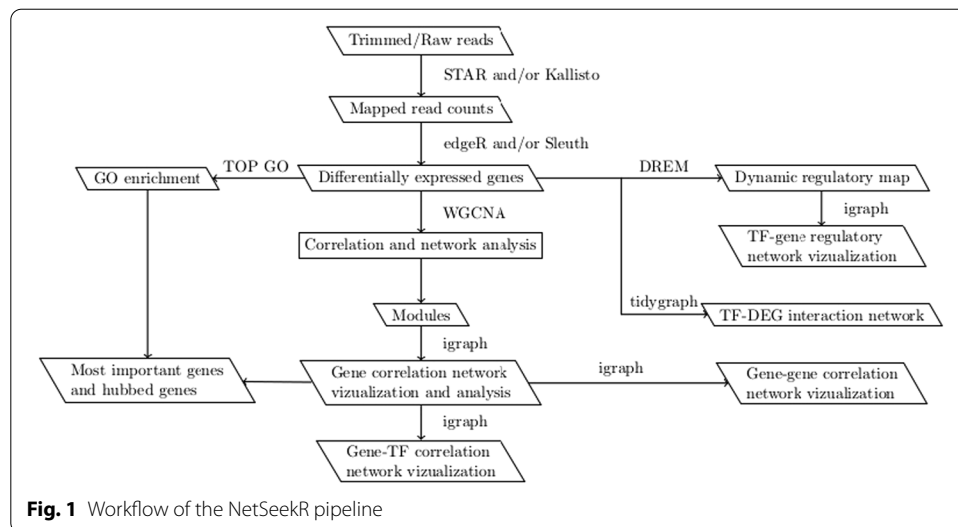 Trimmed/Raw reads
STAR and/or Kallisto
Mapped read counts
edgeR and/or Sleuth
GO enrichment
TOP GO
Differentially expressed genes
DREM
Dynamic regulatory map
igraph
WGCNA
Correlation and network analysis
TF-gene regulatory
network vizualization
tidygraph
TF-DEG interaction network
Modules
igraph
Most important genes
and hubbed genes
Gene correlation network
vizualization and analysis
igraph
Gene-gene correlation
network vizualization
igraph
Gene-TF correlation
network vizualization
Fig. 1 Workflow of the NetSeekR pipeline